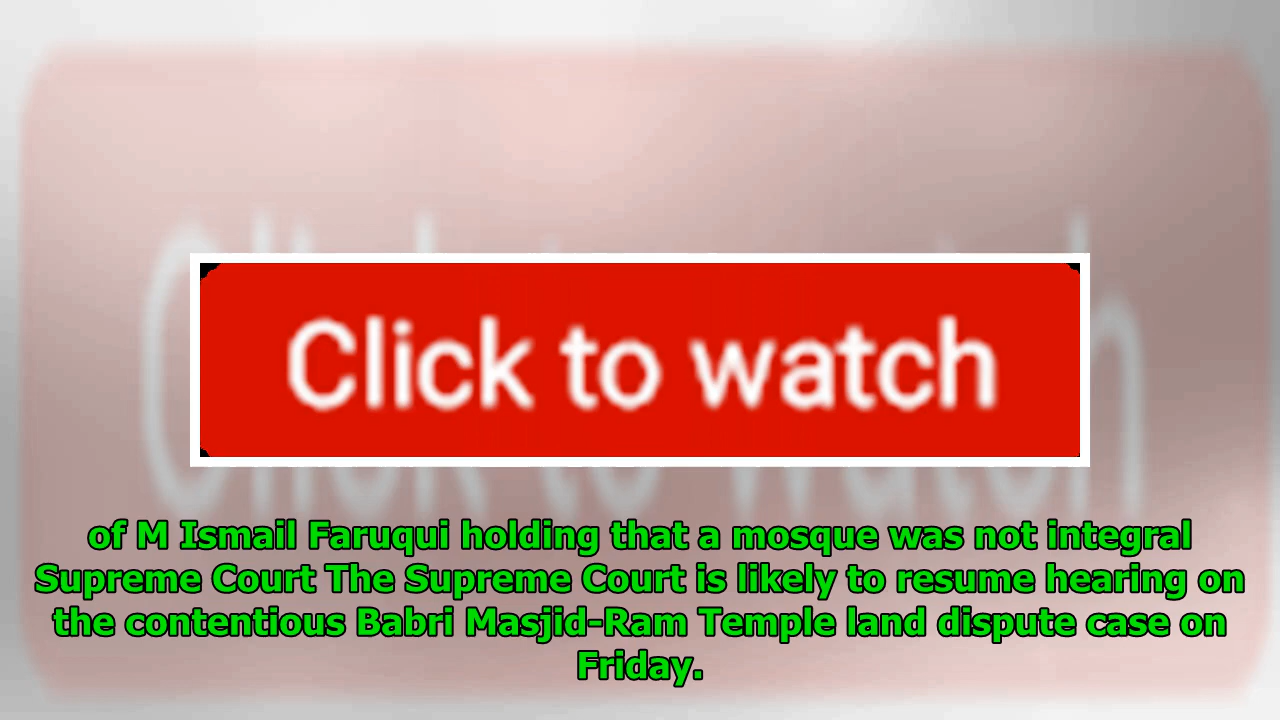 Click to watch
of M Ismail Faruqui holding that a mosque was not integral
Supreme Court The Supreme Court is likely to resume hearing on
the contentious Babri Masjid-Ram Temple land dispute case on
Friday.